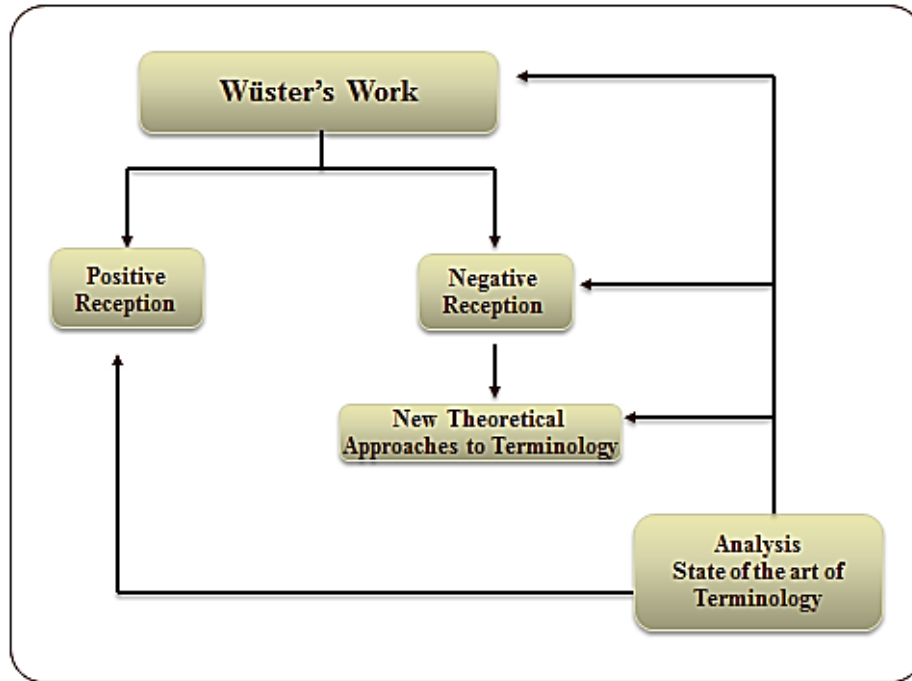 Wüster's Work
Positive
Reception
Negative
Reception
New Theoretical
Approaches to Terminology
Analysis
State of the art of
Terminology